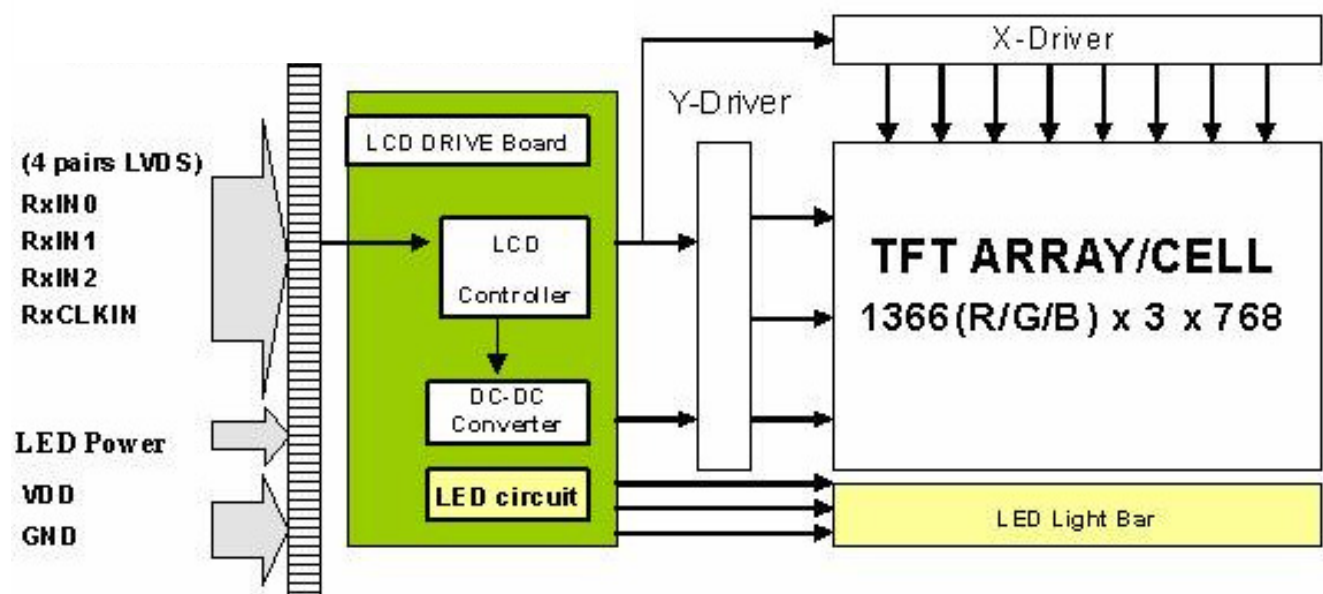 X-Driver
Y-Driver
LCD DRIVE Board
(4 pairs LVDS)
RxIN0
RxIN1
RxIN2
RxCLKIN
LCD
Controller
TFT ARRAY/CELL
1366(R/G/B) x 3 x 768
DC-DC
Converter
LED Power
VDD
GND
LED circuit
LED Light Bar